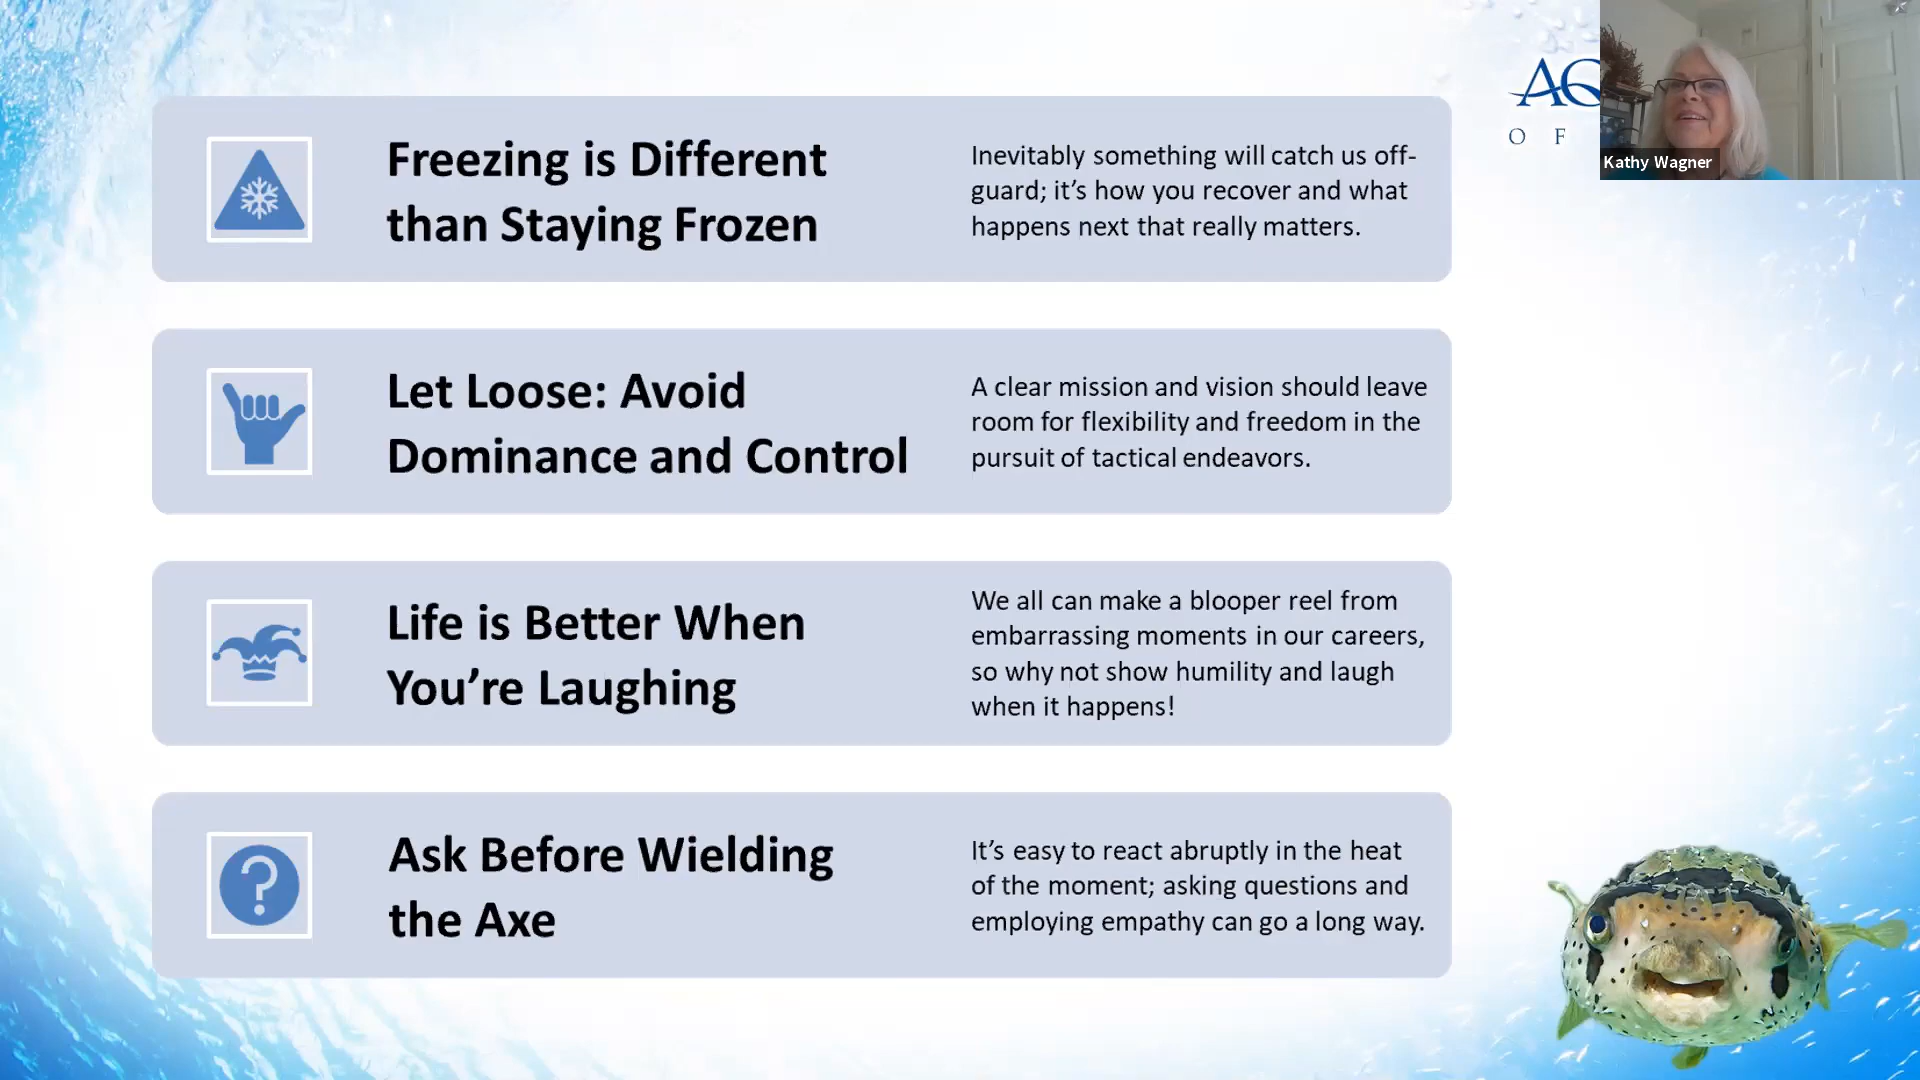 Freezing is Different
than Staying Frozen
Inevitably something will catch us off-
guard; it’s how you recover and what
happens next that really matters.
Let Loose: Avoid
Dominance and Control
A clear mission and vision should leave
room for flexibility and freedom in the
pursuit of tactical endeavors.
Life is Better When
You’re Laughing
We all can make a blooper reel from
embarrassing moments in our careers,
so why not show humility and laugh
when it happens!
Ask Before Wielding
the Axe
It’s easy to react abruptly in the heat
of the moment; asking questions and
employing empathy can go a long way.
AQ
O F
Kathy Wagner